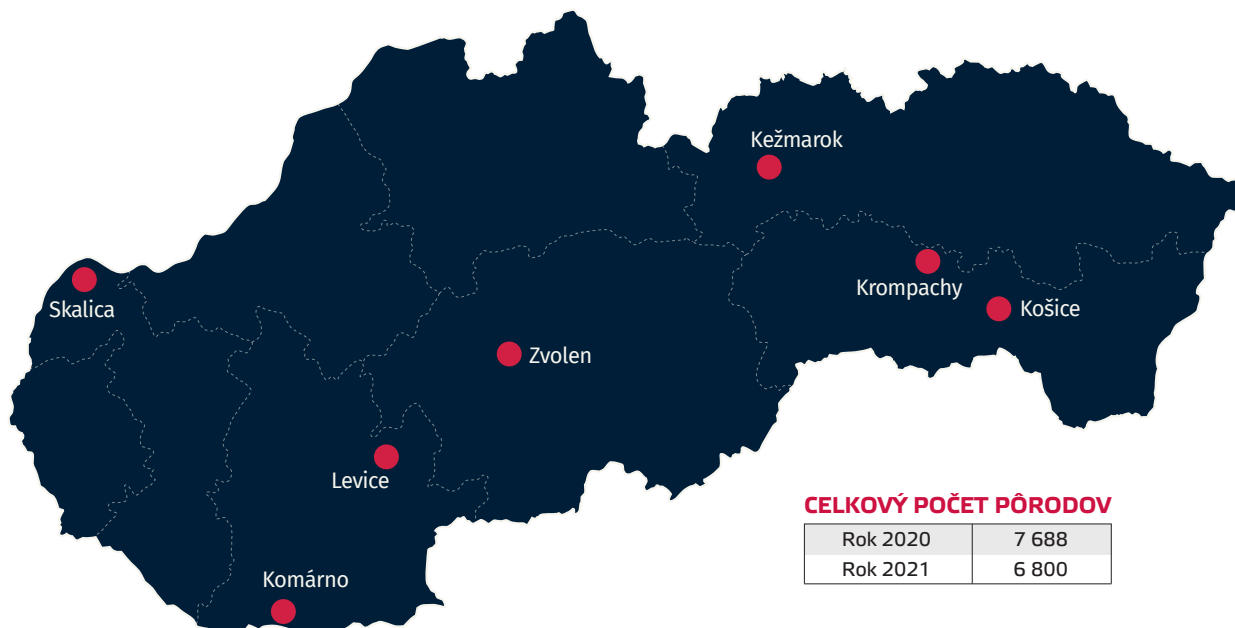 Kežmarok
Krompachy
Skalica
Košice
Zvolen
Levice
Komárno
CELKOVÝ POČET PÔRODOV
Rok 2020 7 688
Rok 2021 6 800